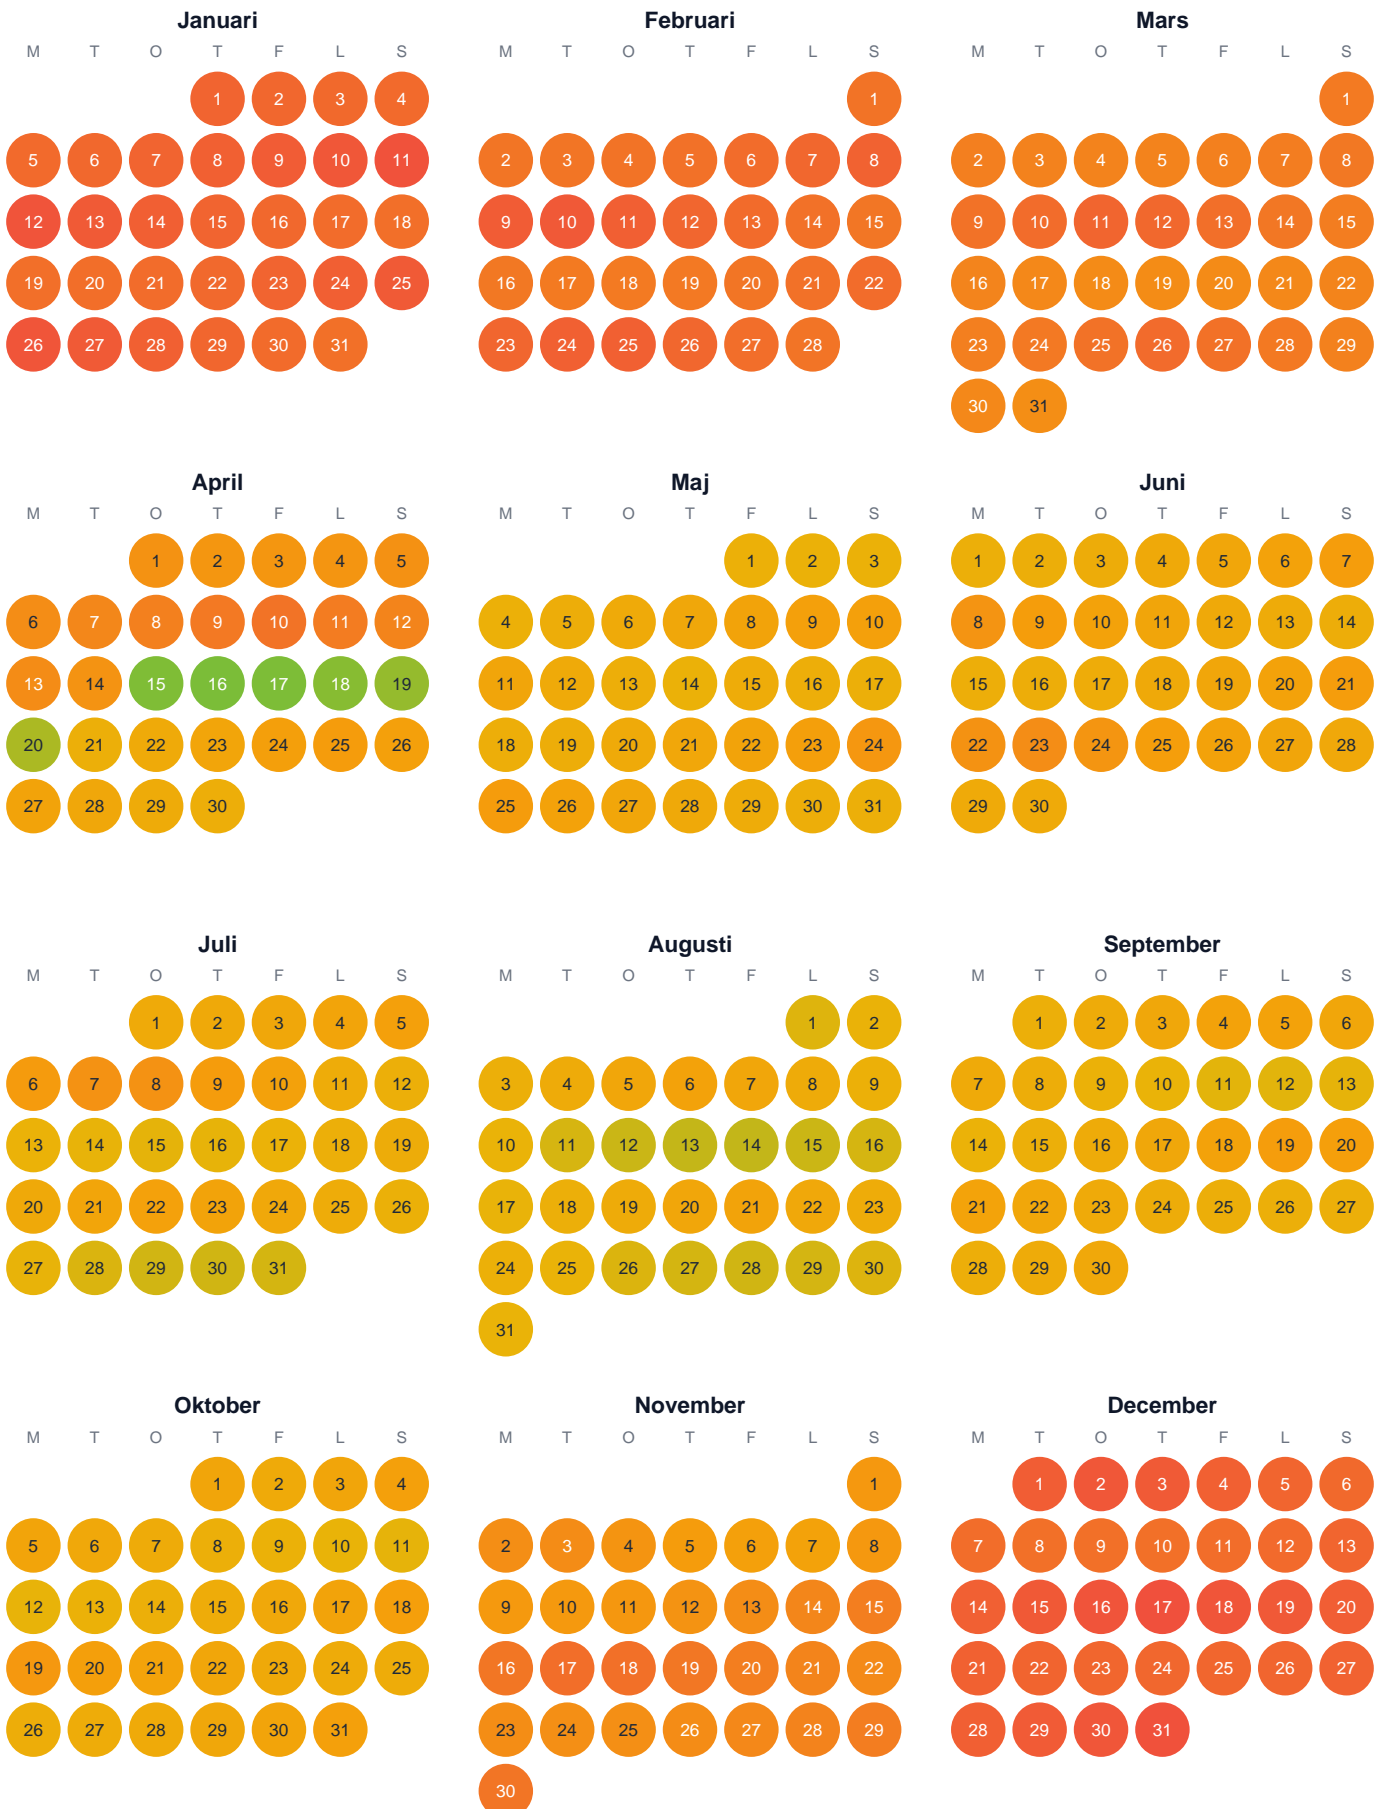 Januari Februari Mars
M T O T F L S M T O T F L S M T O T F L S
1 2 3 4 1 1
5 6 7 8 9 10 11 2 3 4 5 6 7 8 2 3 4 5 6 7 8
12 13 14 15 16 17 18 9 10 11 12 13 14 15 9 10 11 12 13 14 15
19 20 21 22 23 24 25 16 17 18 19 20 21 22 16 17 18 19 20 21 22
26 27 28 29 30 31 23 24 25 26 27 28 23 24 25 26 27 28 29
30 31
April Maj Juni
M T O T F L S M T O T F L S M T O T F L S
1 2 3 4 5 1 2 3 1 2 3 4 5 6 7
6 7 8 9 10 11 12 4 5 6 7 8 9 10 8 9 10 11 12 13 14
13 14 15 16 17 18 19 11 12 13 14 15 16 17 15 16 17 18 19 20 21
20 21 22 23 24 25 26 18 19 20 21 22 23 24 22 23 24 25 26 27 28
27 28 29 30 25 26 27 28 29 30 31 29 30
Juli Augusti September
M T O T F L S M T O T F L S M T O T F L S
1 2 3 4 5 1 2 1 2 3 4 5 6
6 7 8 9 10 11 12 3 4 5 6 7 8 9 7 8 9 10 11 12 13
13 14 15 16 17 18 19 10 11 12 13 14 15 16 14 15 16 17 18 19 20
20 21 22 23 24 25 26 17 18 19 20 21 22 23 21 22 23 24 25 26 27
27 28 29 30 31 24 25 26 27 28 29 30 28 29 30
31
Oktober November December
M T O T F L S M T O T F L S M T O T F L S
1 2 3 4 1 1 2 3 4 5 6
5 6 7 8 9 10 11 2 3 4 5 6 7 8 7 8 9 10 11 12 13
12 13 14 15 16 17 18 9 10 11 12 13 14 15 14 15 16 17 18 19 20
19 20 21 22 23 24 25 16 17 18 19 20 21 22 21 22 23 24 25 26 27
26 27 28 29 30 31 23 24 25 26 27 28 29 28 29 30 31
30